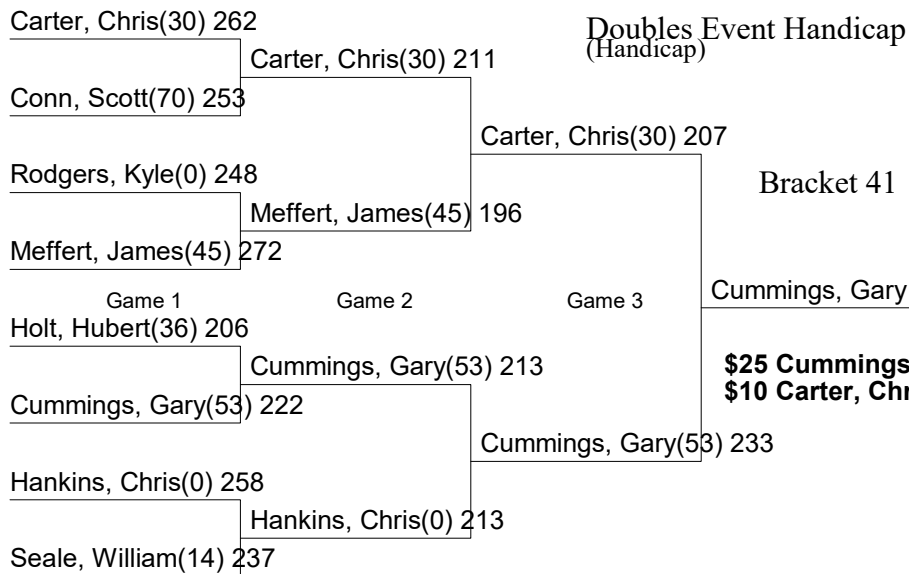 Carter, Chris(30) 262
Doubles Event Handicap
(Handicap)
Carter, Chris(30) 211
Conn, Scott(70) 253
Carter, Chris(30) 207
Rodgers, Kyle(0) 248
Bracket 41
Meffert, James(45) 196
Meffert, James(45) 272
Game 1 Game 2 Game 3
Cummings, Gary
Holt, Hubert(36) 206
Cummings, Gary(53) 213
$25 Cummings
$10 Carter, Chr
Cummings, Gary(53) 222
Cummings, Gary(53) 233
Hankins, Chris(0) 258
Hankins, Chris(0) 213
Seale, William(14) 237